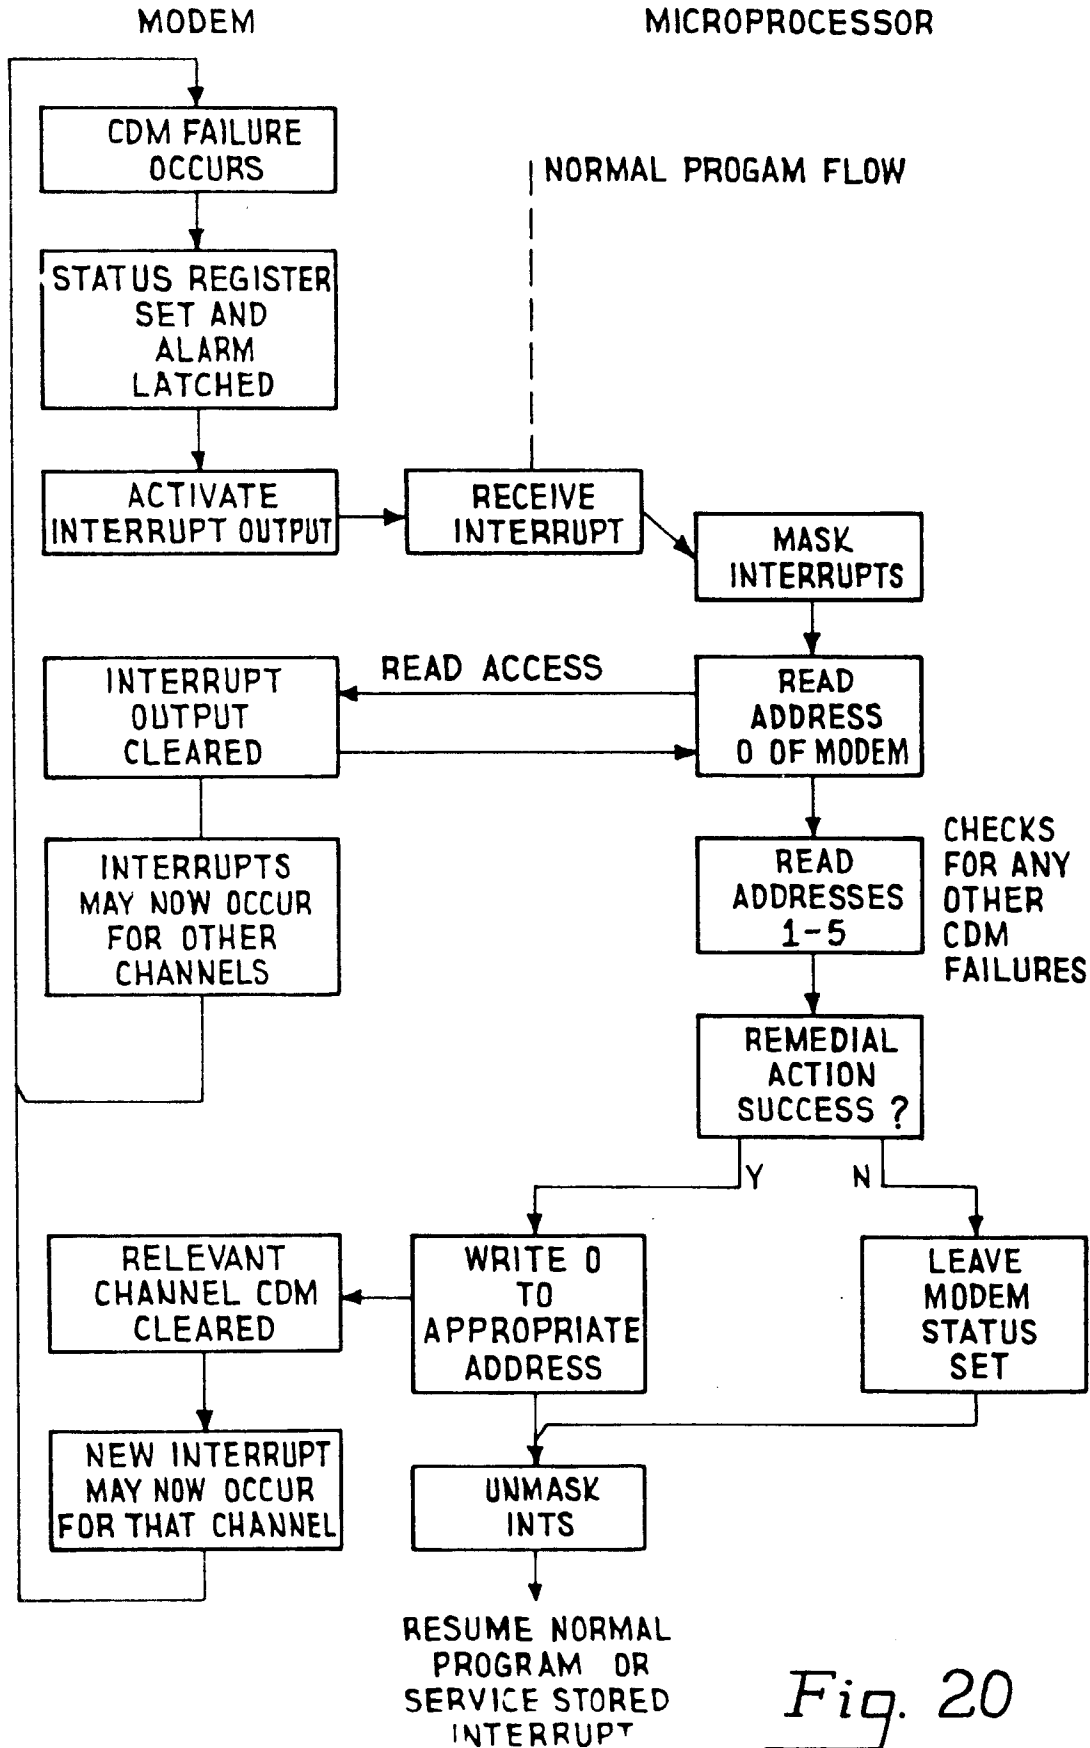 MODEM
MICROPROCESSOR
CDM FAILURE
OCCURS
NORMAL PROGAM FLOW
STATUS REGISTER
SET AND
ALARM
LATCHED
ACTIVATE
INTERRUPT OUTPUT
RECEIVE
INTERRUPT
MASK
INTERRUPTS
INTERRUPT
OUTPUT
CLEARED
READ ACCESS
READ
ADDRESS
0 OF MODEM
INTERRUPTS
MAY NOW OCCUR
FOR OTHER
CHANNELS
READ
ADDRESSES
1-5
CHECKS
FOR ANY
OTHER
CDM
FAILURES
REMEDIAL
ACTION
SUCCESS ?
Y
N
RELEVANT
CHANNEL CDM
CLEARED
WRITE 0
TO
APPROPRIATE
ADDRESS
LEAVE
MODEM
STATUS
SET
NEW INTERRUPT
MAY NOW OCCUR
FOR THAT CHANNEL
UNMASK
INTS
RESUME NORMAL
PROGRAM OR
SERVICE STORED
INTERRUPT
Fig. 20